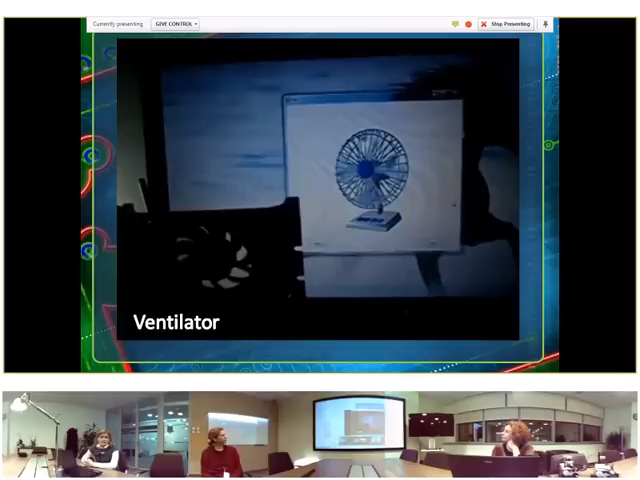 Currently presenting
GIVE CONTROL
Stop Presenting
Ventilator